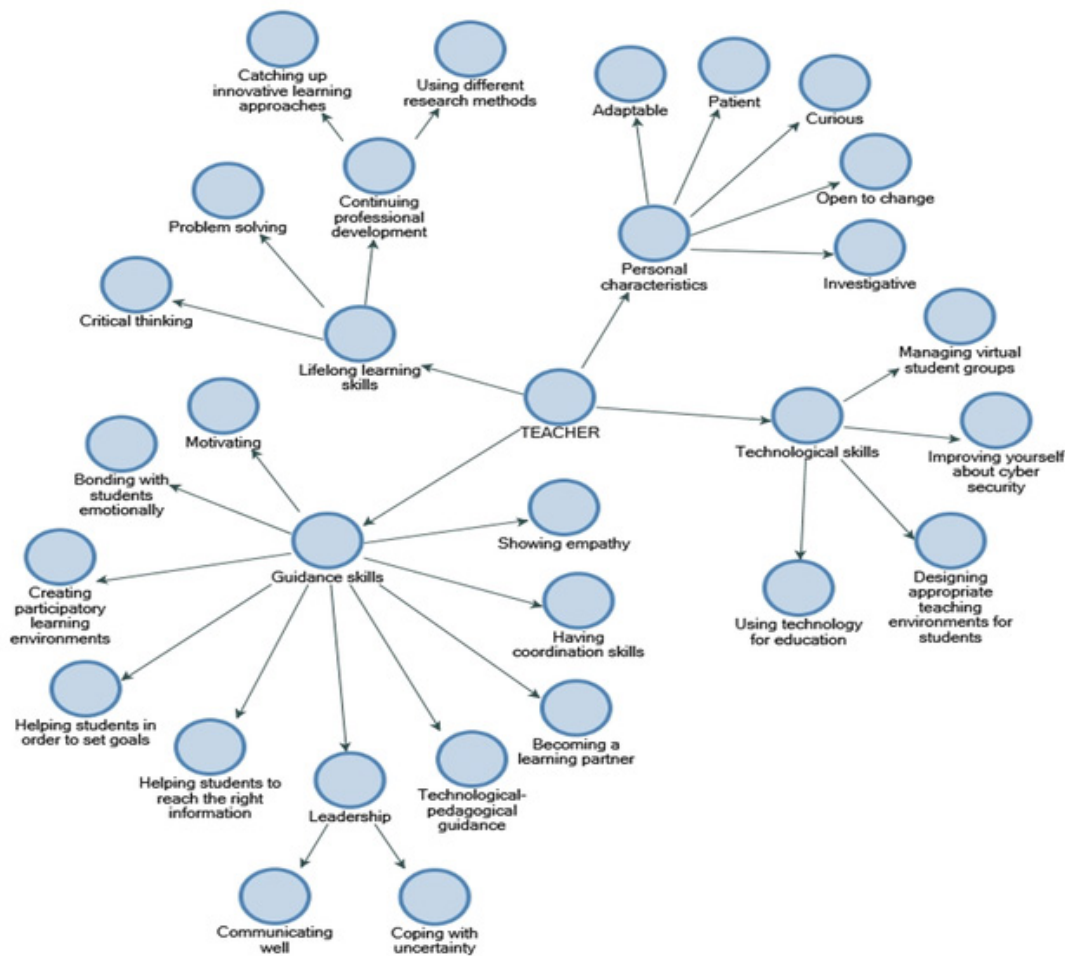 Catching up
innovative learning
approaches
Using different
research methods
Adaptable
Patient
Curious
Problem solving
Continuing
professional
development
Open to change
Personal
characteristics
Investigative
Critical thinking
Lifelong learning
skills
Managing virtual
student groups
TEACHER
Motivating
Technological skills
Improving yourself
about cyber
security
Bonding with
students
emotionally
Showing empathy
Guidance skills
Creating
participatory
learning
environments
Using technology
for education
Designing
appropriate
teaching
environments for
students
Having
coordination skills
Helping students in
order to set goals
Becoming a
learning partner
Helping students to
reach the right
information
Leadership
Technological-
pedagogical
guidance
Communicating
well
Coping with
uncertainty